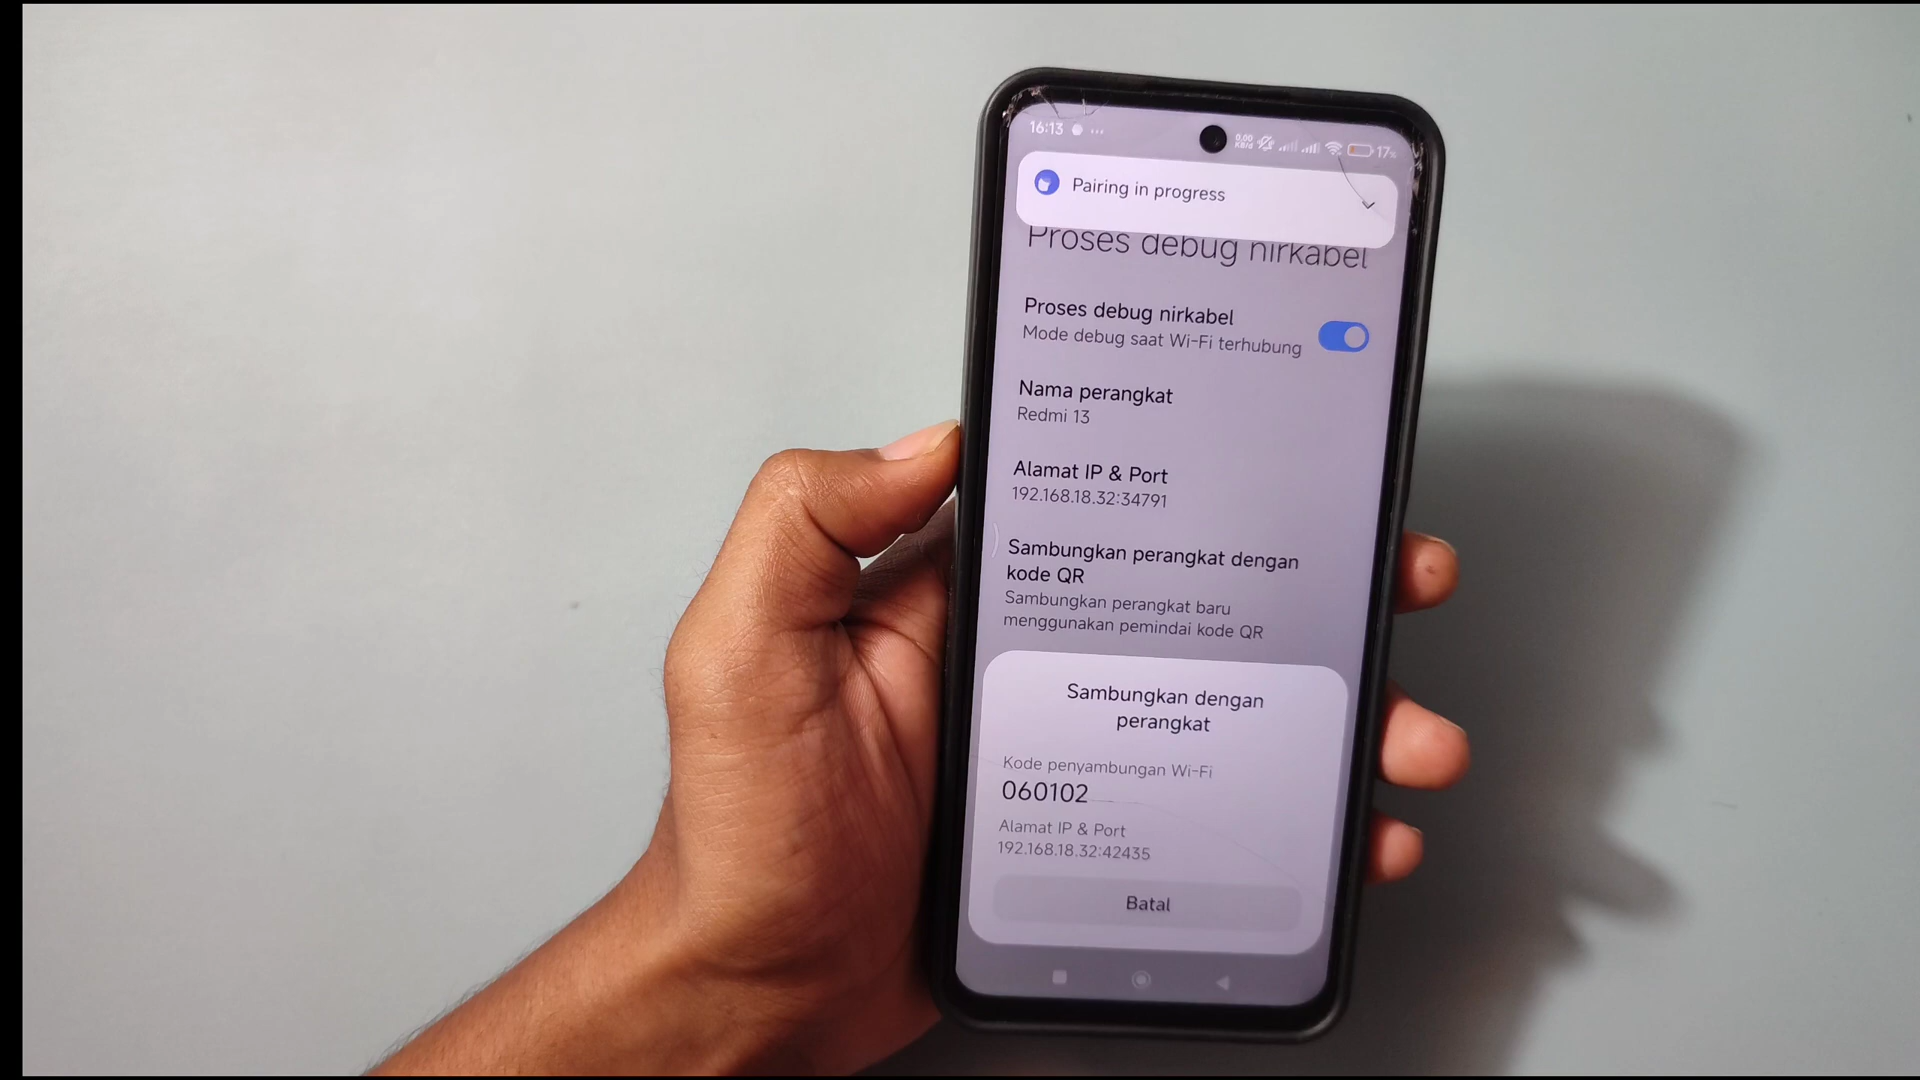 16:13
0.00
KB/d
17%
Pairing in progress
Proses debug nirkabel
Proses debug nirkabel
Mode debug saat Wi-Fi terhubung
Nama perangkat
Redmi 13
Alamat IP & Port
192.168.18.32:34791
Sambungkan perangkat dengan
kode QR
Sambungkan perangkat baru
menggunakan pemindai kode QR
Sambungkan dengan
perangkat
Kode penyambungan Wi-Fi
060102
Alamat IP & Port
192.168.18.32:42435
Batal